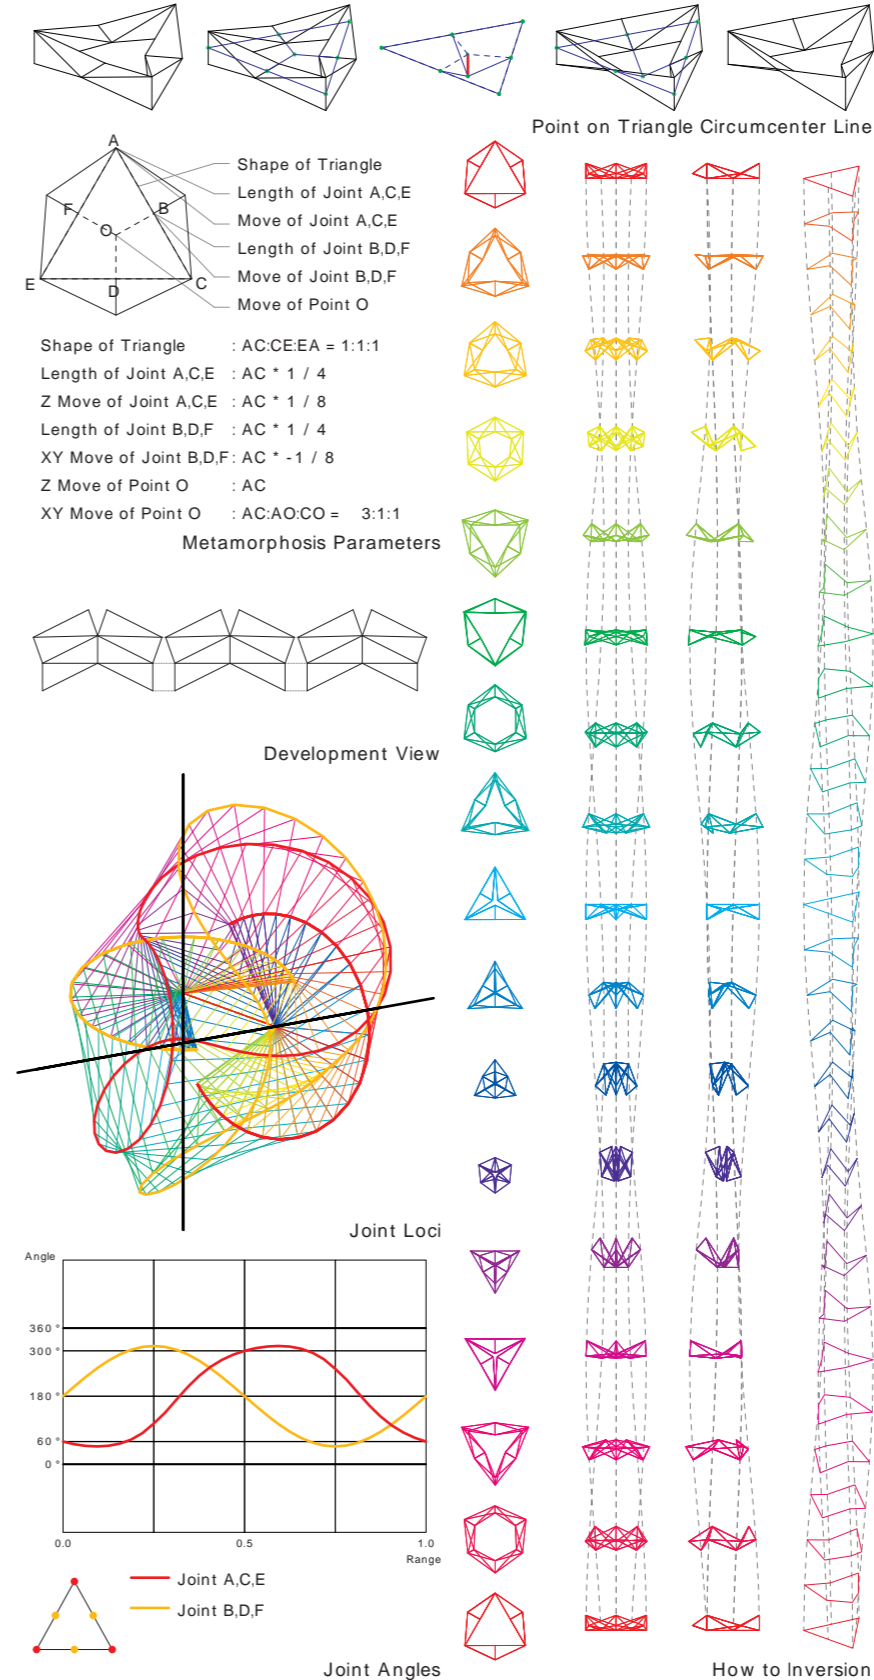 Point on Triangle Circumcenter Line
A
F
B
O
E
D
C
Shape of Triangle
Length of Joint A,C,E
Move of Joint A,C,E
Length of Joint B,D,F
Move of Joint B,D,F
Move of Point O
Shape of Triangle : AC:CE:EA = 1:1:1
Length of Joint A,C,E : AC * 1 / 4
Z Move of Joint A,C,E : AC * 1 / 8
Length of Joint B,D,F : AC * 1 / 4
XY Move of Joint B,D,F : AC * -1 / 8
Z Move of Point O : AC
XY Move of Point O : AC:AO:CO = 3:1:1
Metamorphosis Parameters
Development View
Joint Loci
Angle
360 °
300 °
180 °
60 °
0 °
0.0
0.5
1.0
Range
Joint A,C,E
Joint B,D,F
Joint Angles
How to Inversion